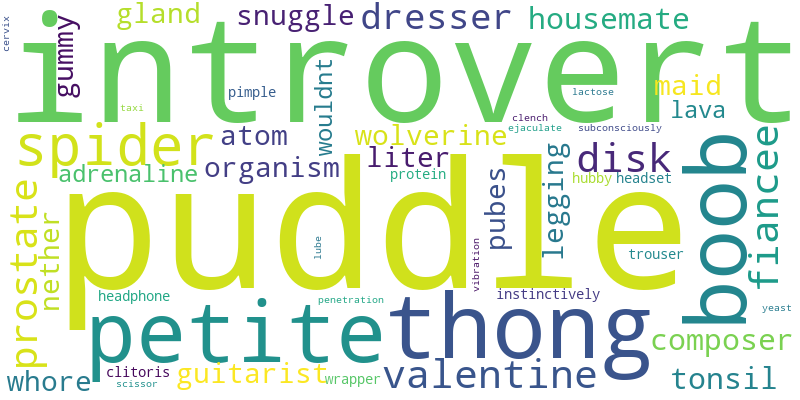 cervix
gland
snuggle
dresser
housemate
gummy
introvert
pimple
wouldnt
lactose
maid
taxi
lava
clench
ejaculate
subconsciously
spider
atom
wolverine
adrenaline
organism
liter
protein
disk
hubby
headset
legging
pubes
boob
fiancee
prostate
nether
puddle
lube
vibration
trouser
headphone
penetration
instinctively
yeast
petite
thong
composer
whore
clitoris
scissor
guitarist
wrapper
valentine
tonsil